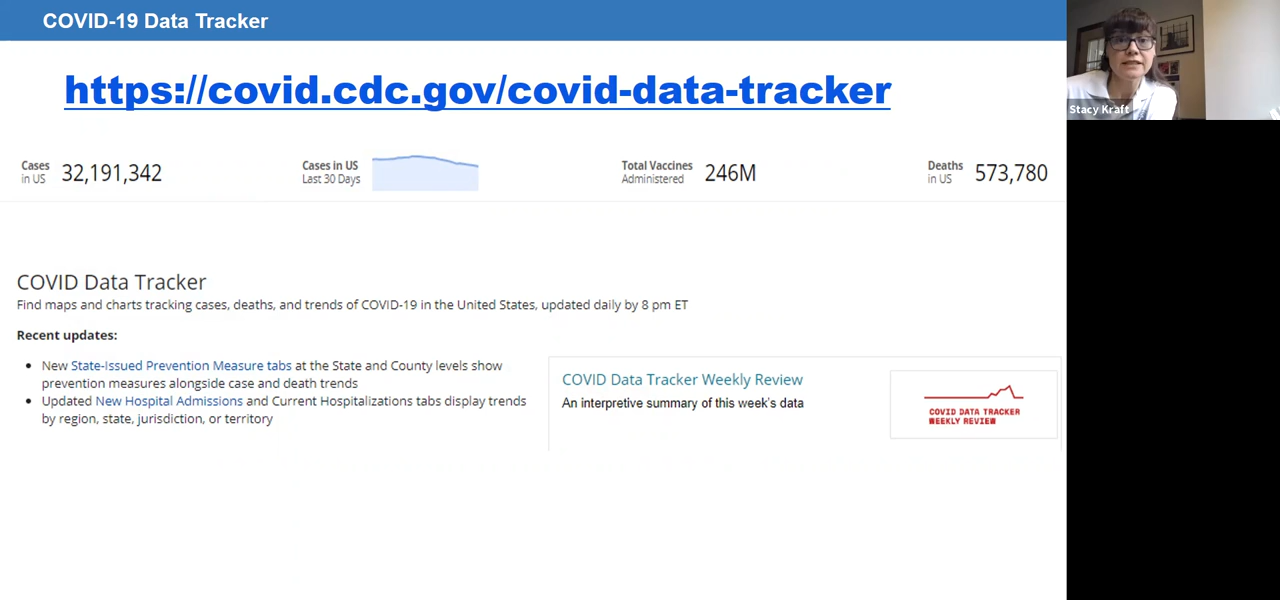 COVID-19 Data Tracker
Stacy Kraft
https://covid.cdc.gov/covid-data-tracker
Cases
in US
32,191,342
Cases in US
Last 30 Days
Total Vaccines
Administered
246M
Deaths
in US
573,780
COVID Data Tracker
Find maps and charts tracking cases, deaths, and trends of COVID-19 in the United States, updated daily by 8 pm ET
Recent updates:
New State-Issued Prevention Measure tabs at the State and County levels show
prevention measures alongside case and death trends
Updated New Hospital Admissions and Current Hospitalizations tabs display trends
by region, state, jurisdiction, or territory
COVID Data Tracker Weekly Review
An interpretive summary of this week's data
COVID DATA TRACKER
WEEKLY REVIEW